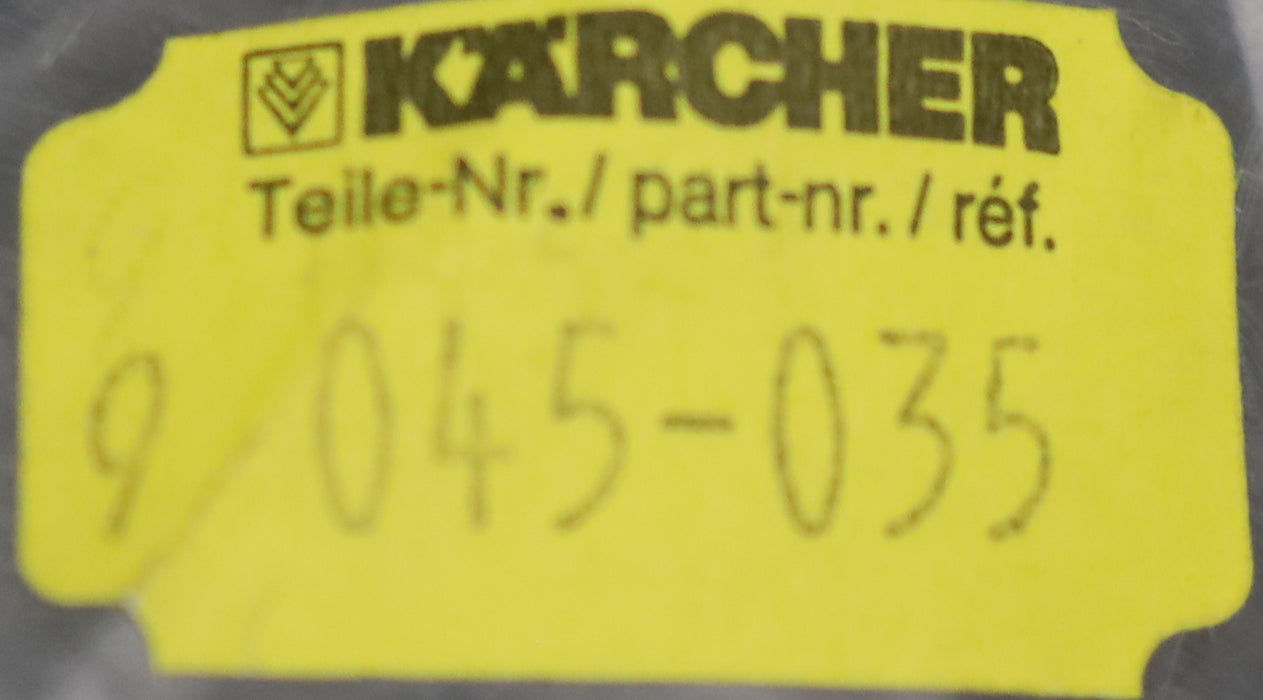 KÄRCHER
Teile-Nr./ part-nr. / réf.
9 045-035